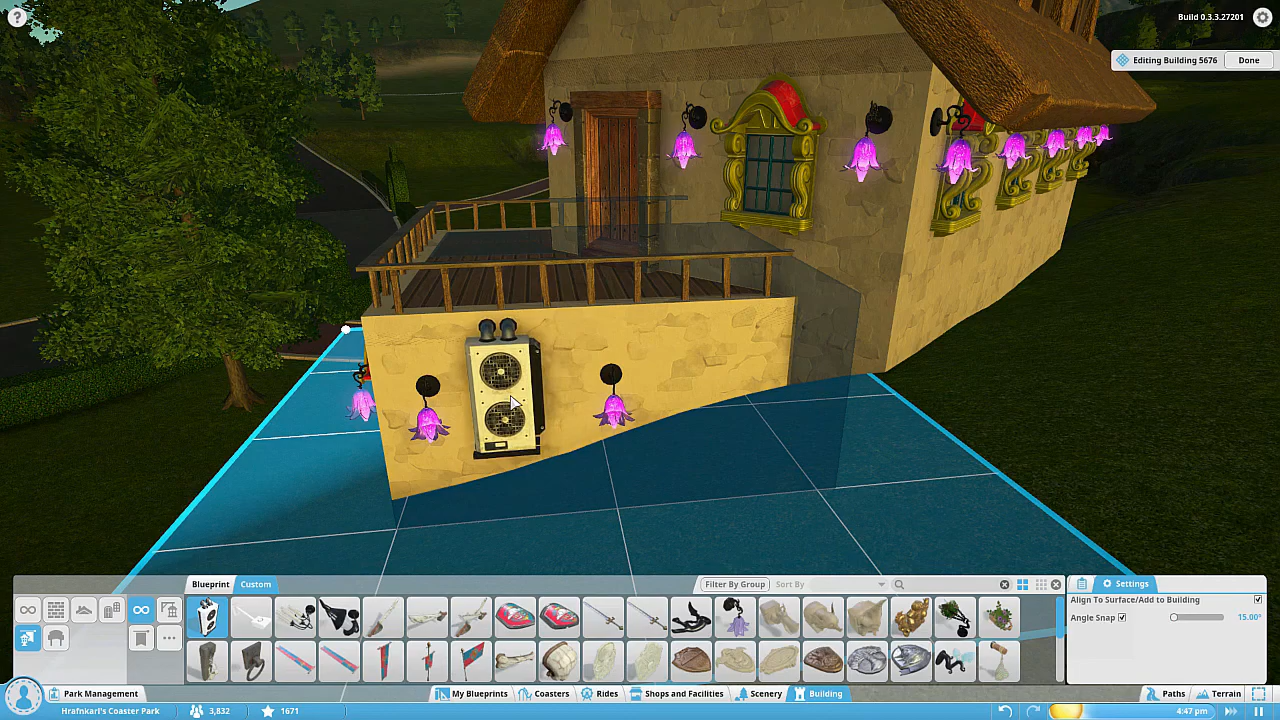 ?
Build 0.3.3.27201
Editing Building 5676
Done
Blueprint Custom
Filter By Group Sort By
Settings
Align To Surface/Add to Building
Angle Snap 15.00°
Park Management
My Blueprints Coasters Rides Shops and Facilities Scenery Building
Paths Terrain
Hrafnkarl's Coaster Park 3,832 1671
4:47 pm